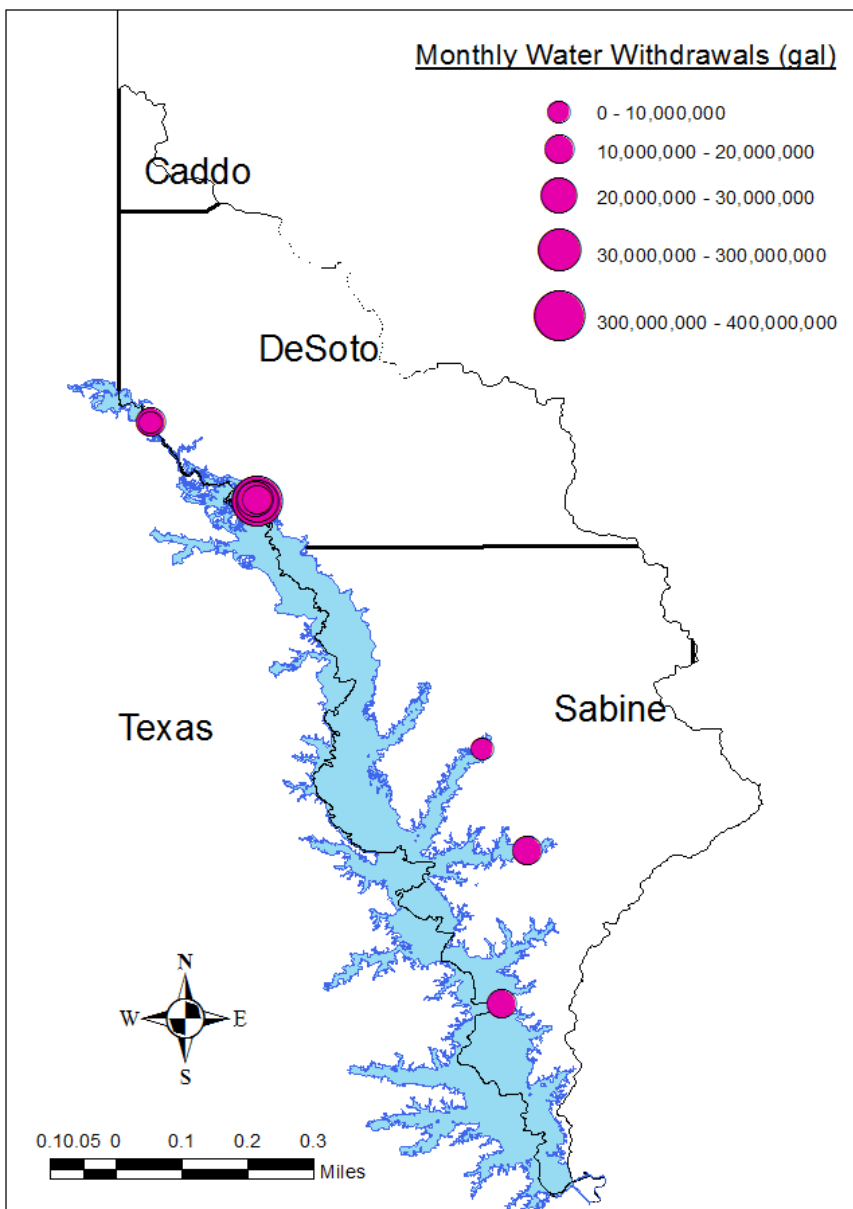 Monthly Water Withdrawals (gal)
0 - 10,000,000
10,000,000 - 20,000,000
20,000,000 - 30,000,000
30,000,000 - 300,000,000
300,000,000 - 400,000,000
Caddo
DeSoto
Sabine
Texas
N
W E
S
0.10.05 0 0.1 0.2 0.3
Miles